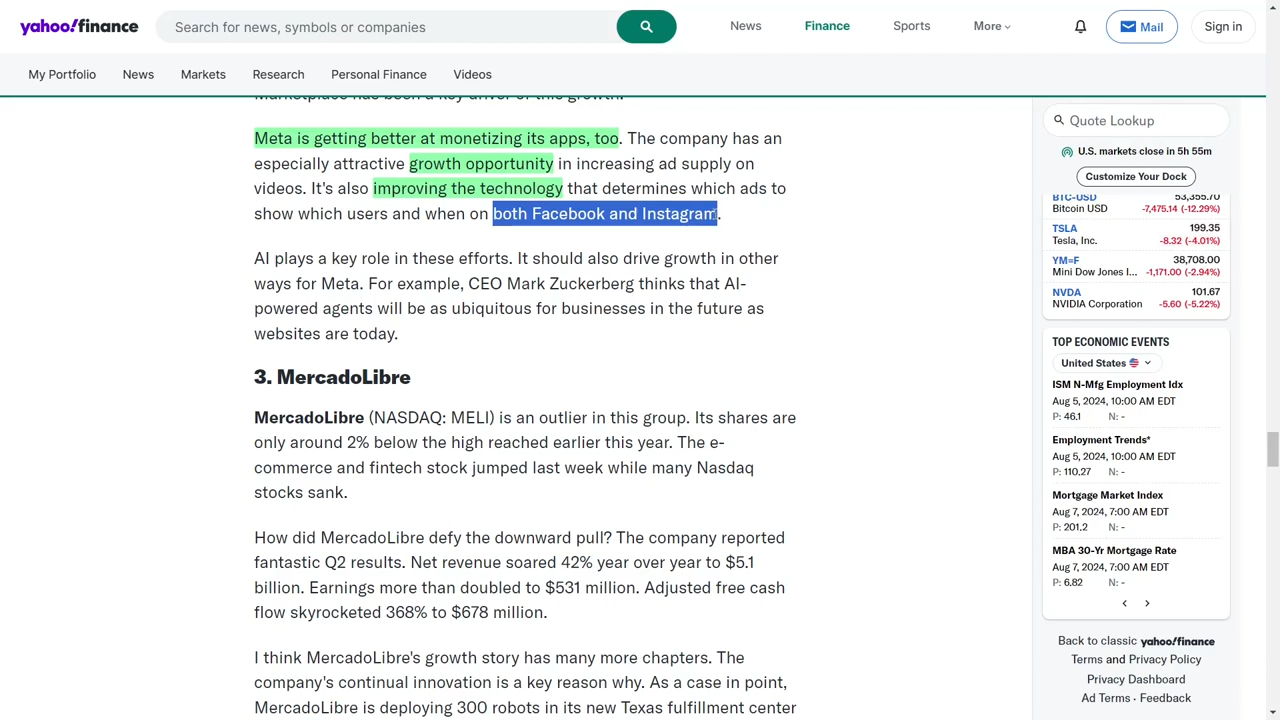 yahoo!finance
Search for news, symbols or companies
News
Finance
Sports
More
Mail
Sign in
My Portfolio
News
Markets
Research
Personal Finance
Videos
Marketplace has been a key driver of this growth.
Meta is getting better at monetizing its apps, too. The company has an
especially attractive growth opportunity in increasing ad supply on
videos. It's also improving the technology that determines which ads to
show which users and when on both Facebook and Instagram.
AI plays a key role in these efforts. It should also drive growth in other
ways for Meta. For example, CEO Mark Zuckerberg thinks that AI-
powered agents will be as ubiquitous for businesses in the future as
websites are today.
3. MercadoLibre
MercadoLibre (NASDAQ: MELI) is an outlier in this group. Its shares are
only around 2% below the high reached earlier this year. The e-
commerce and fintech stock jumped last week while many Nasdaq
stocks sank.
How did MercadoLibre defy the downward pull? The company reported
fantastic Q2 results. Net revenue soared 42% year over year to $5.1
billion. Earnings more than doubled to $531 million. Adjusted free cash
flow skyrocketed 368% to $678 million.
I think MercadoLibre's growth story has many more chapters. The
company's continual innovation is a key reason why. As a case in point,
MercadoLibre is deploying 300 robots in its new Texas fulfillment center
Quote Lookup
U.S. markets close in 5h 55m
Customize Your Dock
BTC-USD 53,355.70
Bitcoin USD -7,475.14 (-12.29%)
TSLA 199.35
Tesla, Inc. -8.32 (-4.01%)
YM=F 38,708.00
Mini Dow Jones I... -1,171.00 (-2.94%)
NVDA 101.67
NVIDIA Corporation -5.60 (-5.22%)
TOP ECONOMIC EVENTS
United States
ISM N-Mfg Employment Idx
Aug 5, 2024, 10:00 AM EDT
P: 46.1 N: -
Employment Trends*
Aug 5, 2024, 10:00 AM EDT
P: 110.27 N: -
Mortgage Market Index
Aug 7, 2024, 7:00 AM EDT
P: 201.2 N: -
MBA 30-Yr Mortgage Rate
Aug 7, 2024, 7:00 AM EDT
P: 6.82 N: -
Back to classic yahoo!finance
Terms and Privacy Policy
Privacy Dashboard
Ad Terms • Feedback